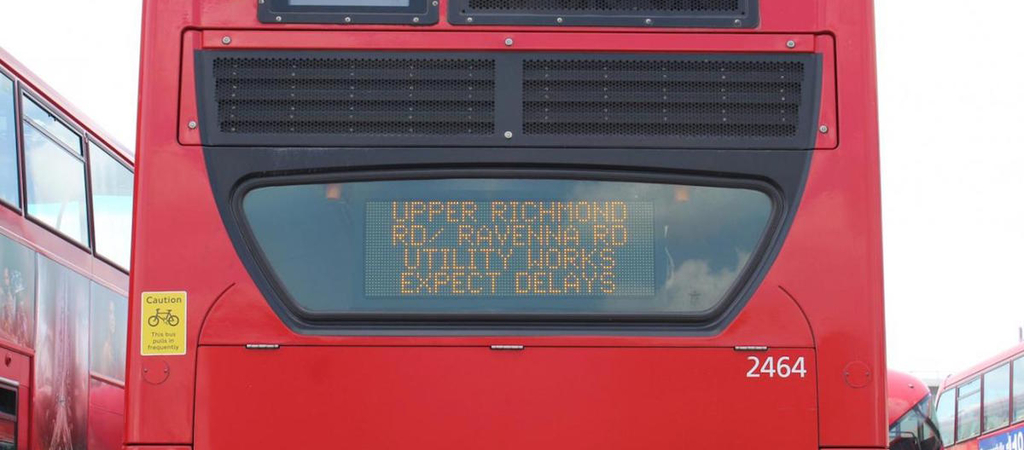 UPPER RICHMOND
RD/ RAVENNA RD
UTILITY WORKS
EXPECT DELAYS
Caution
This bus
pulls in
frequently
2464